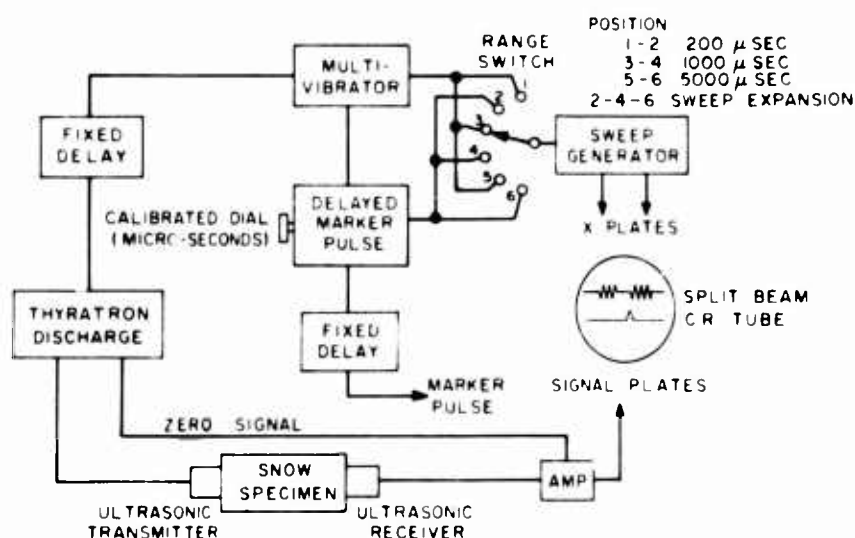 POSITION
1-2 200 µ SEC
3-4 1000 µ SEC
5-6 5000 µ SEC
2-4-6 SWEEP EXPANSION
RANGE
SWITCH
MULTI-
VIBRATOR
1
2
3
4
5
6
FIXED
DELAY
SWEEP
GENERATOR
CALIBRATED DIAL
(MICRO-SECONDS)
DELAYED
MARKER
PULSE
X PLATES
THYRATRON
DISCHARGE
FIXED
DELAY
SPLIT BEAM
C R TUBE
MARKER
PULSE
SIGNAL PLATES
ZERO SIGNAL
SNOW
SPECIMEN
AMP
ULTRASONIC
TRANSMITTER
ULTRASONIC
RECEIVER